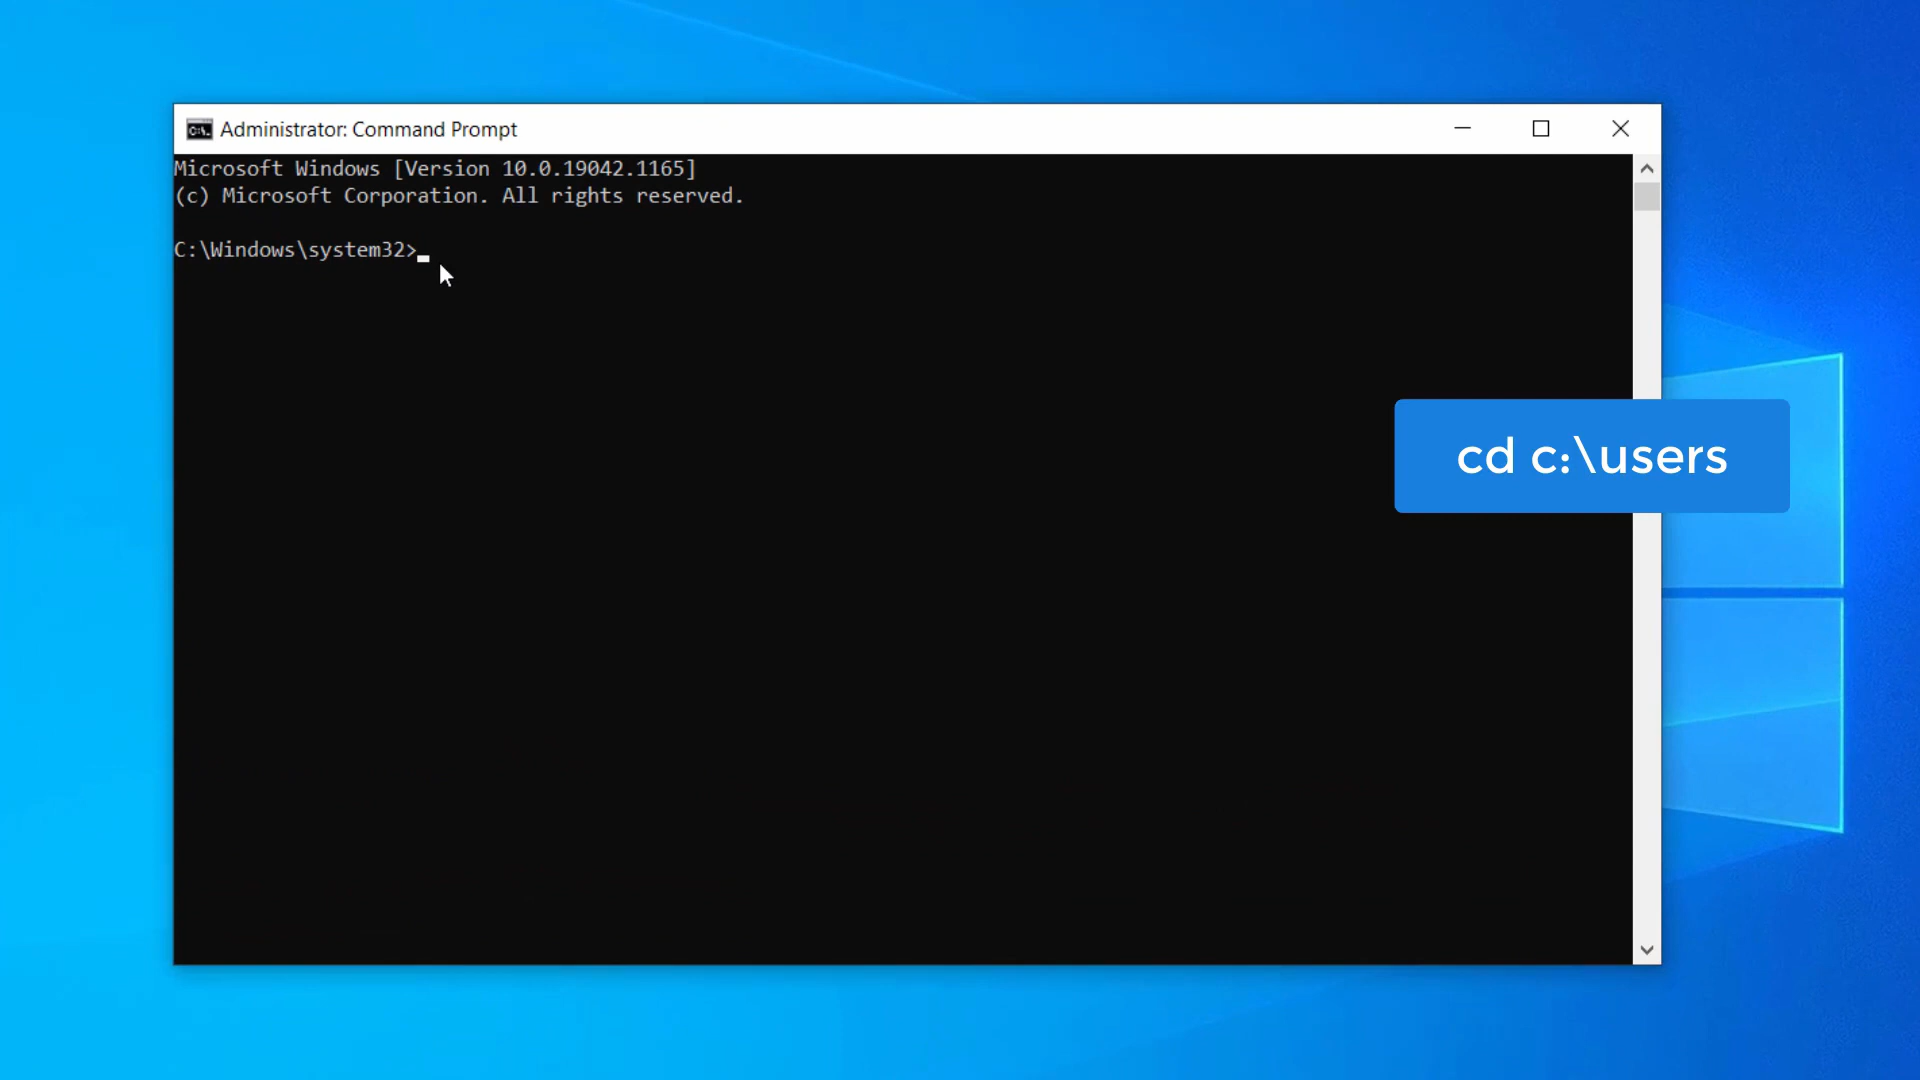 Administrator: Command Prompt
Microsoft Windows [Version 10.0.19042.1165]
(c) Microsoft Corporation. All rights reserved.
C:\Windows\system32>
cd c:\users